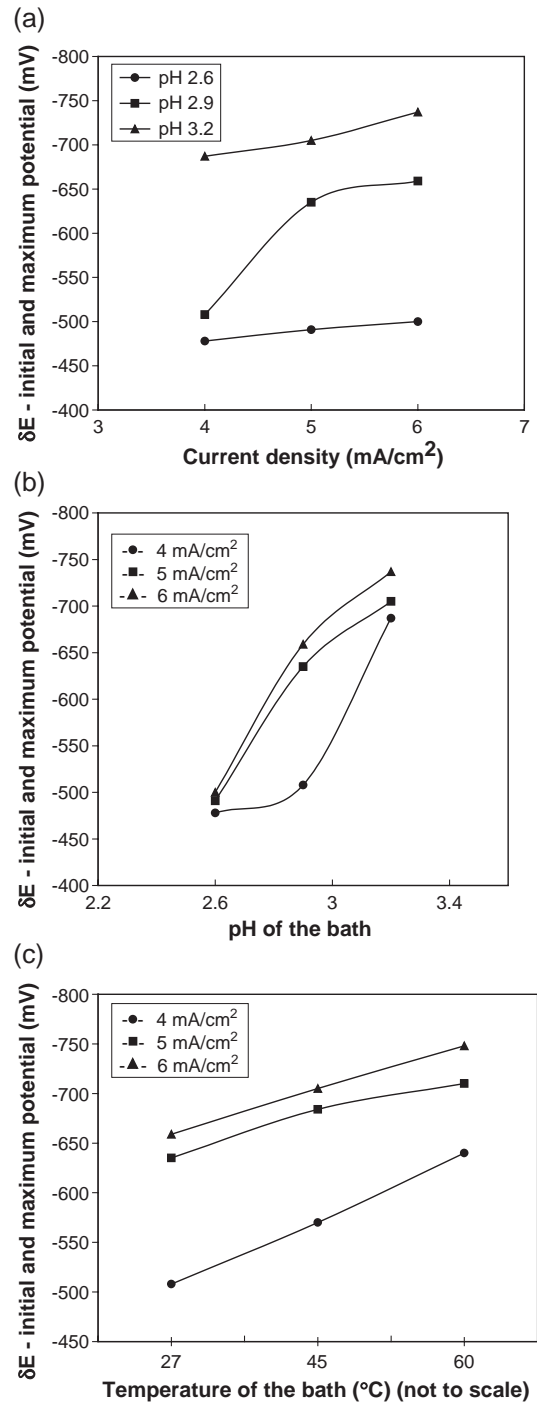 (a)
-800
-750
-700
-650
-600
-550
-500
-450
-400
pH 2.6
pH 2.9
pH 3.2
δE - initial and maximum potential (mV)
3 4 5 6 7
Current density (mA/cm²)
(b)
-800
-750
-700
-650
-600
-550
-500
-450
-400
4 mA/cm²
5 mA/cm²
6 mA/cm²
δE - initial and maximum potential (mV)
2.2 2.6 3 3.4
pH of the bath
(c)
-800
-750
-700
-650
-600
-550
-500
-450
4 mA/cm²
5 mA/cm²
6 mA/cm²
δE - initial and maximum potential (mV)
27 45 60
Temperature of the bath (°C) (not to scale)